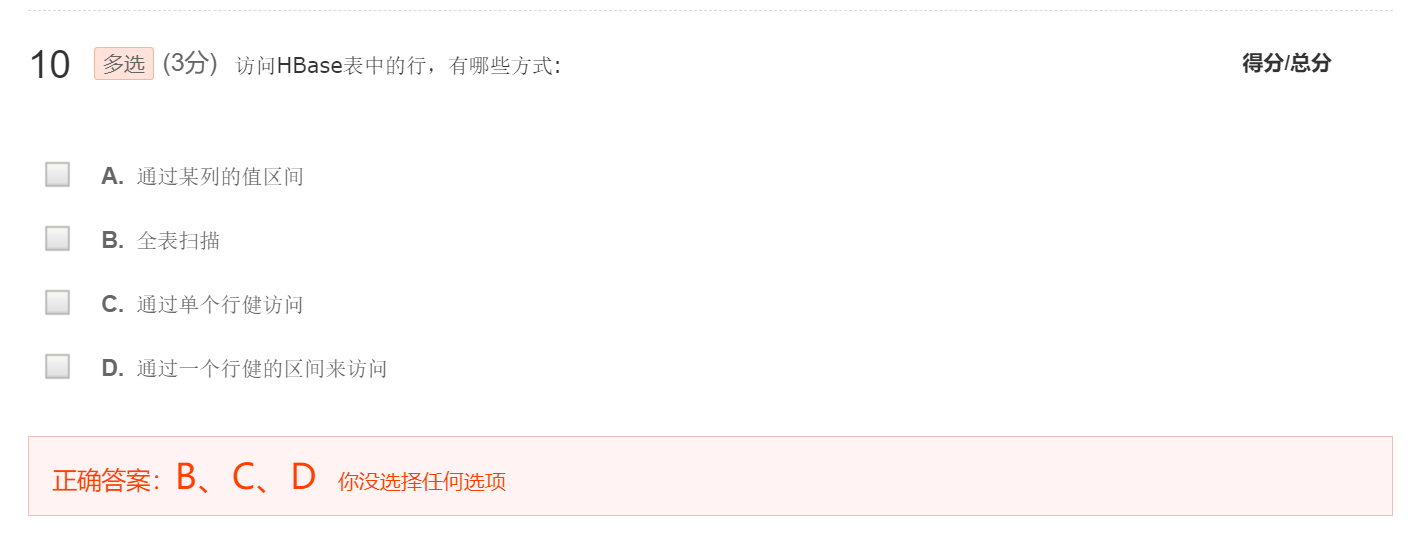 10 多选 (3分) 访问HBase表中的行，有哪些方式: 得分/总分
A. 通过某列的值区间
B. 全表扫描
C. 通过单个行健访问
D. 通过一个行健的区间来访问
正确答案：B、C、D 你没选择任何选项